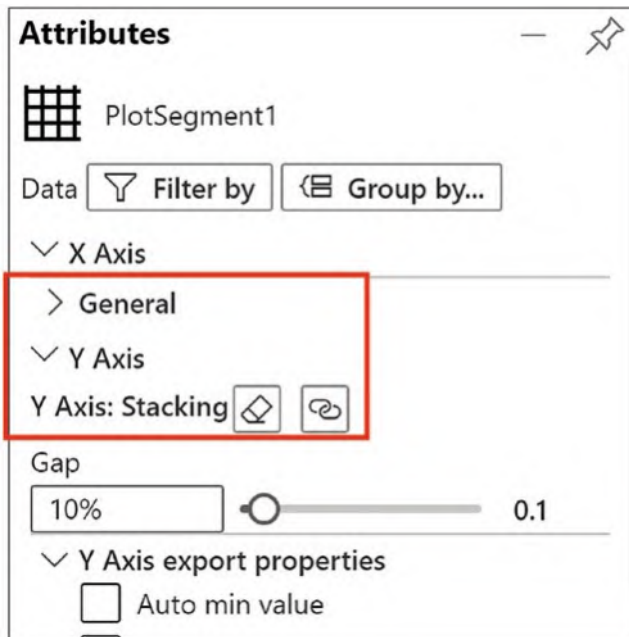 Attributes
PlotSegment1
Data Filter by Group by...
X Axis
General
Y Axis
Y Axis: Stacking
Gap
10% 0.1
Y Axis export properties
Auto min value